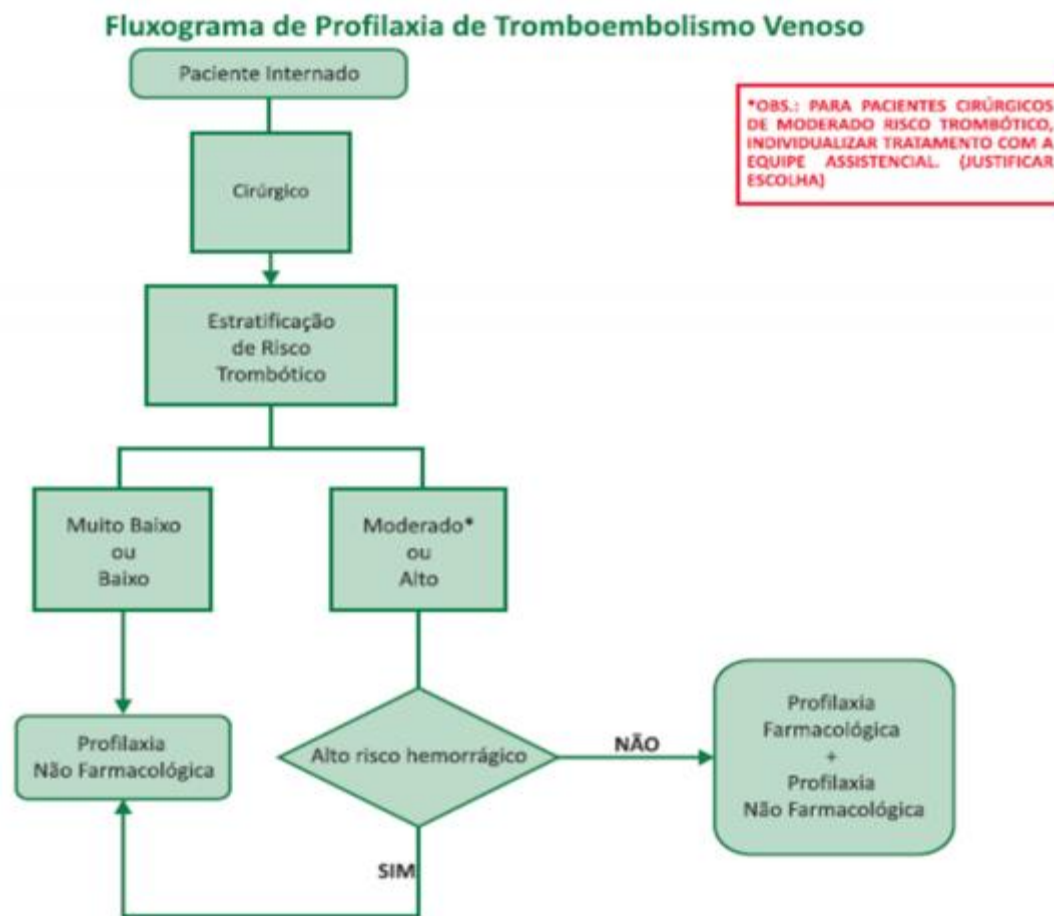 Fluxograma de Profilaxia de Tromboembolismo Venoso
Paciente Internado
*OBS.: PARA PACIENTES CIRÚRGICOS
DE MODERADO RISCO TROMBÓTICO,
INDIVIDUALIZAR TRATAMENTO COM A
EQUIPE ASSISTENCIAL. (JUSTIFICAR
ESCOLHA)
Cirúrgico
Estratificação
de Risco
Trombótico
Muito Baixo
ou
Baixo
Moderado*
ou
Alto
Profilaxia
Não Farmacológica
Alto risco hemorrágico
NÃO
Profilaxia
Farmacológica
+
Profilaxia
Não Farmacológica
SIM